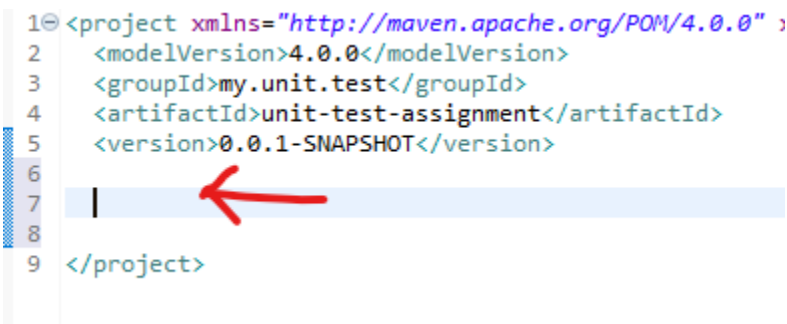 1 <project xmlns="http://maven.apache.org/POM/4.0.0"
2 <modelVersion>4.0.0</modelVersion>
3 <groupId>my.unit.test</groupId>
4 <artifactId>unit-test-assignment</artifactId>
5 <version>0.0.1-SNAPSHOT</version>
6
7
8
9 </project>